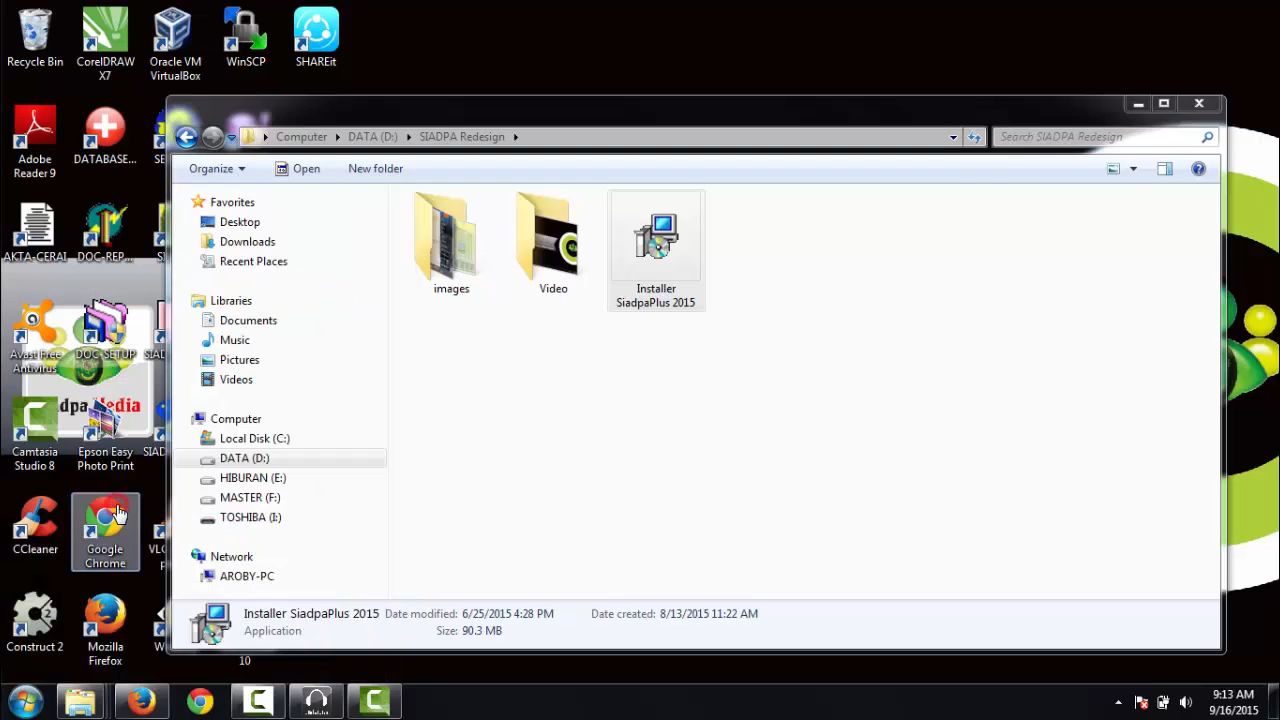 Recycle Bin
CorelDRAW X7
Oracle VM VirtualBox
WinSCP
SHAREit
Adobe Reader 9
DATABASE...
AKTA-CERAI
DOC-REP...
Avast Free Antivirus
DOC-SETUP
Camtasia Studio 8
Epson Easy Photo Print
CCleaner
Google Chrome
Construct 2
Mozilla Firefox
10
Computer
DATA (D:)
SIADPA Redesign
Search SIADPA Redesign
Organize
Open
New folder
Favorites
Desktop
Downloads
Recent Places
Libraries
Documents
Music
Pictures
Videos
Computer
Local Disk (C:)
DATA (D:)
HIBURAN (E:)
MASTER (F:)
TOSHIBA (I:)
Network
AROBY-PC
images
Video
Installer
SiadpaPlus 2015
Installer SiadpaPlus 2015 Date modified: 6/25/2015 4:28 PM Date created: 8/13/2015 11:22 AM
Application Size: 90.3 MB
9:13 AM
9/16/2015